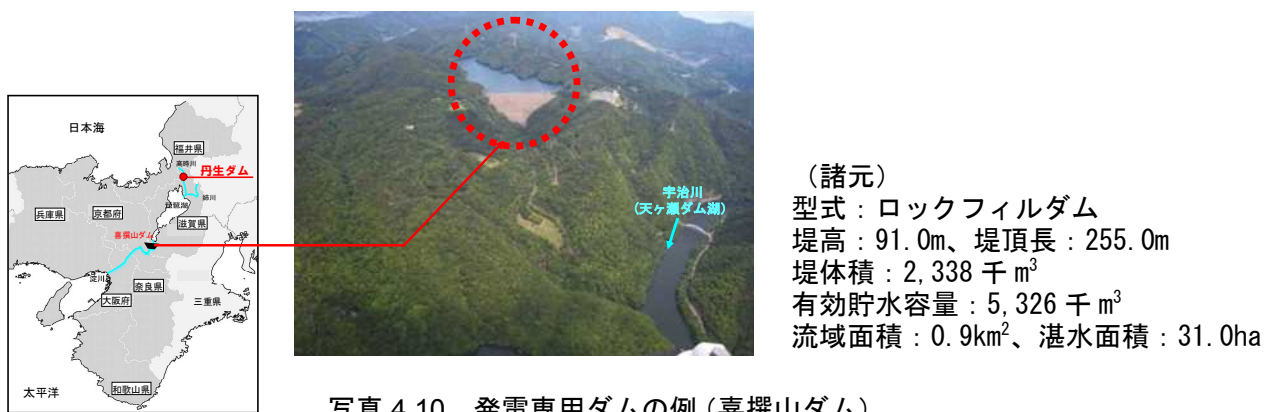 日本海
福井県
高時川
丹生ダム
姉川
琵琶湖
兵庫県
京都府
滋賀県
喜撰山ダム
淀川
奈良県
大阪府
三重県
和歌山県
太平洋
宇治川
(天ヶ瀬ダム湖)
（諸元）
型式：ロックフィルダム
堤高：91.0m、堤頂長：255.0m
堤体積：2,338 千 m³
有効貯水容量：5,326 千 m³
流域面積：0.9km²、湛水面積：31.0ha
写真 4.10　発電専用ダムの例（喜撰山ダム）